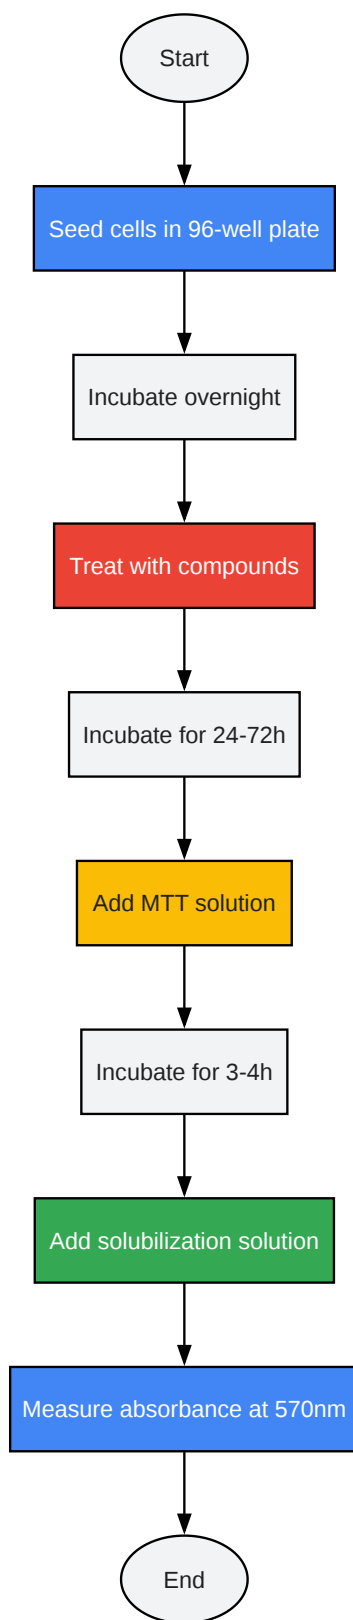 Start
Seed cells in 96-well plate
Incubate overnight
Treat with compounds
Incubate for 24-72h
Add MTT solution
Incubate for 3-4h
Add solubilization solution
Measure absorbance at 570nm
End